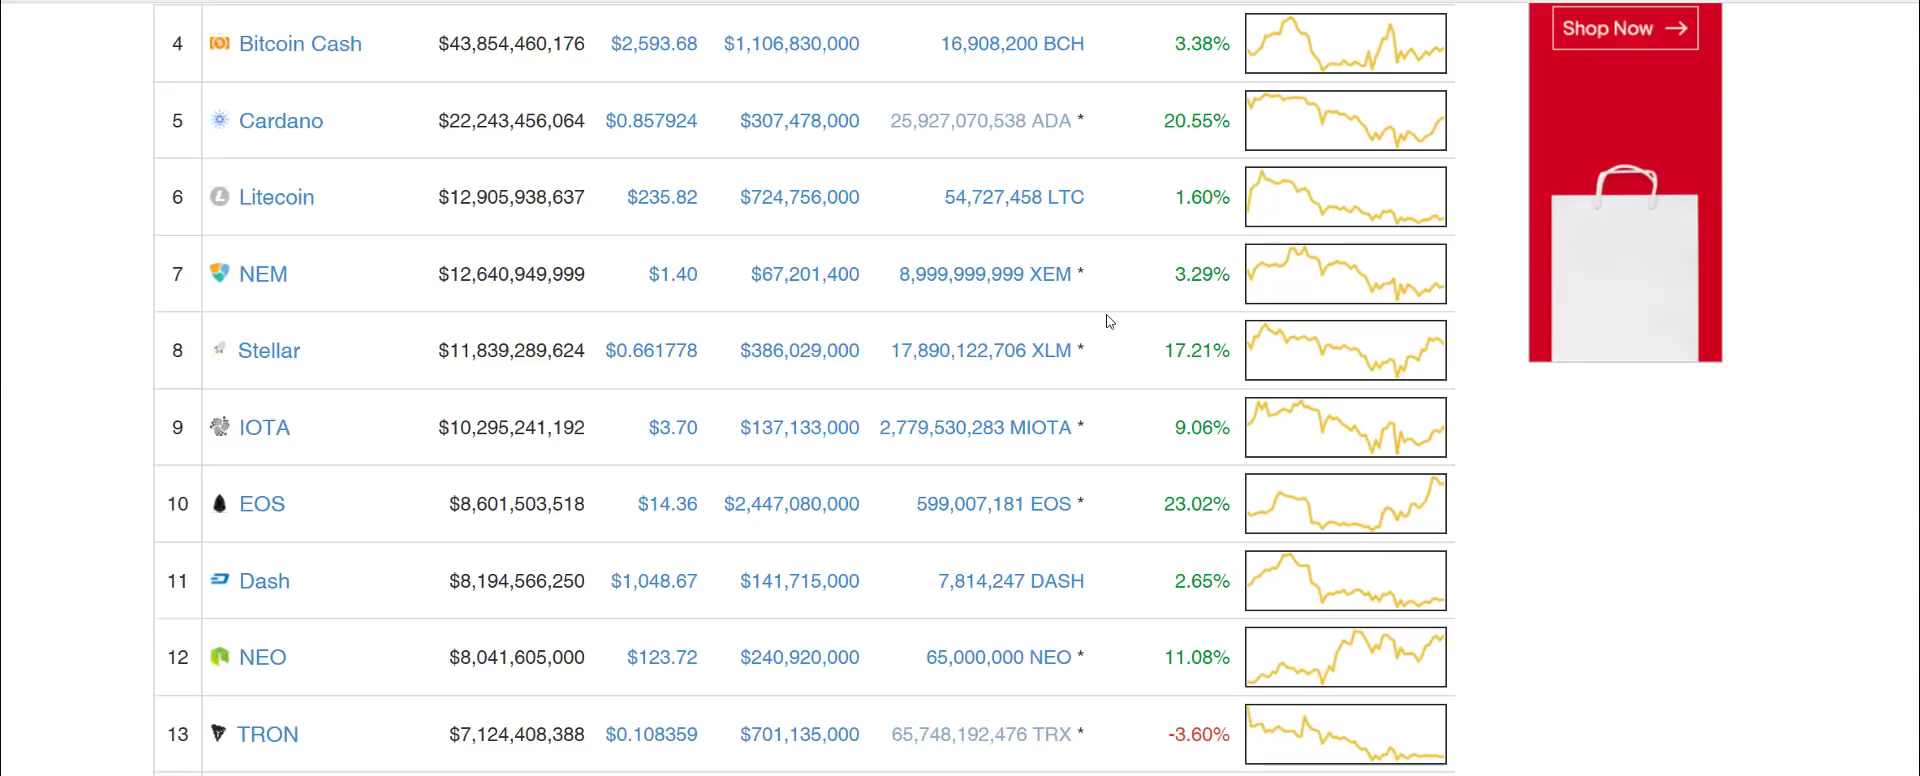 Shop Now →
4 Bitcoin Cash $43,854,460,176 $2,593.68 $1,106,830,000 16,908,200 BCH 3.38%
5 Cardano $22,243,456,064 $0.857924 $307,478,000 25,927,070,538 ADA * 20.55%
6 Litecoin $12,905,938,637 $235.82 $724,756,000 54,727,458 LTC 1.60%
7 NEM $12,640,949,999 $1.40 $67,201,400 8,999,999,999 XEM * 3.29%
8 Stellar $11,839,289,624 $0.661778 $386,029,000 17,890,122,706 XLM * 17.21%
9 IOTA $10,295,241,192 $3.70 $137,133,000 2,779,530,283 MIOTA * 9.06%
10 EOS $8,601,503,518 $14.36 $2,447,080,000 599,007,181 EOS * 23.02%
11 Dash $8,194,566,250 $1,048.67 $141,715,000 7,814,247 DASH 2.65%
12 NEO $8,041,605,000 $123.72 $240,920,000 65,000,000 NEO * 11.08%
13 TRON $7,124,408,388 $0.108359 $701,135,000 65,748,192,476 TRX * -3.60%